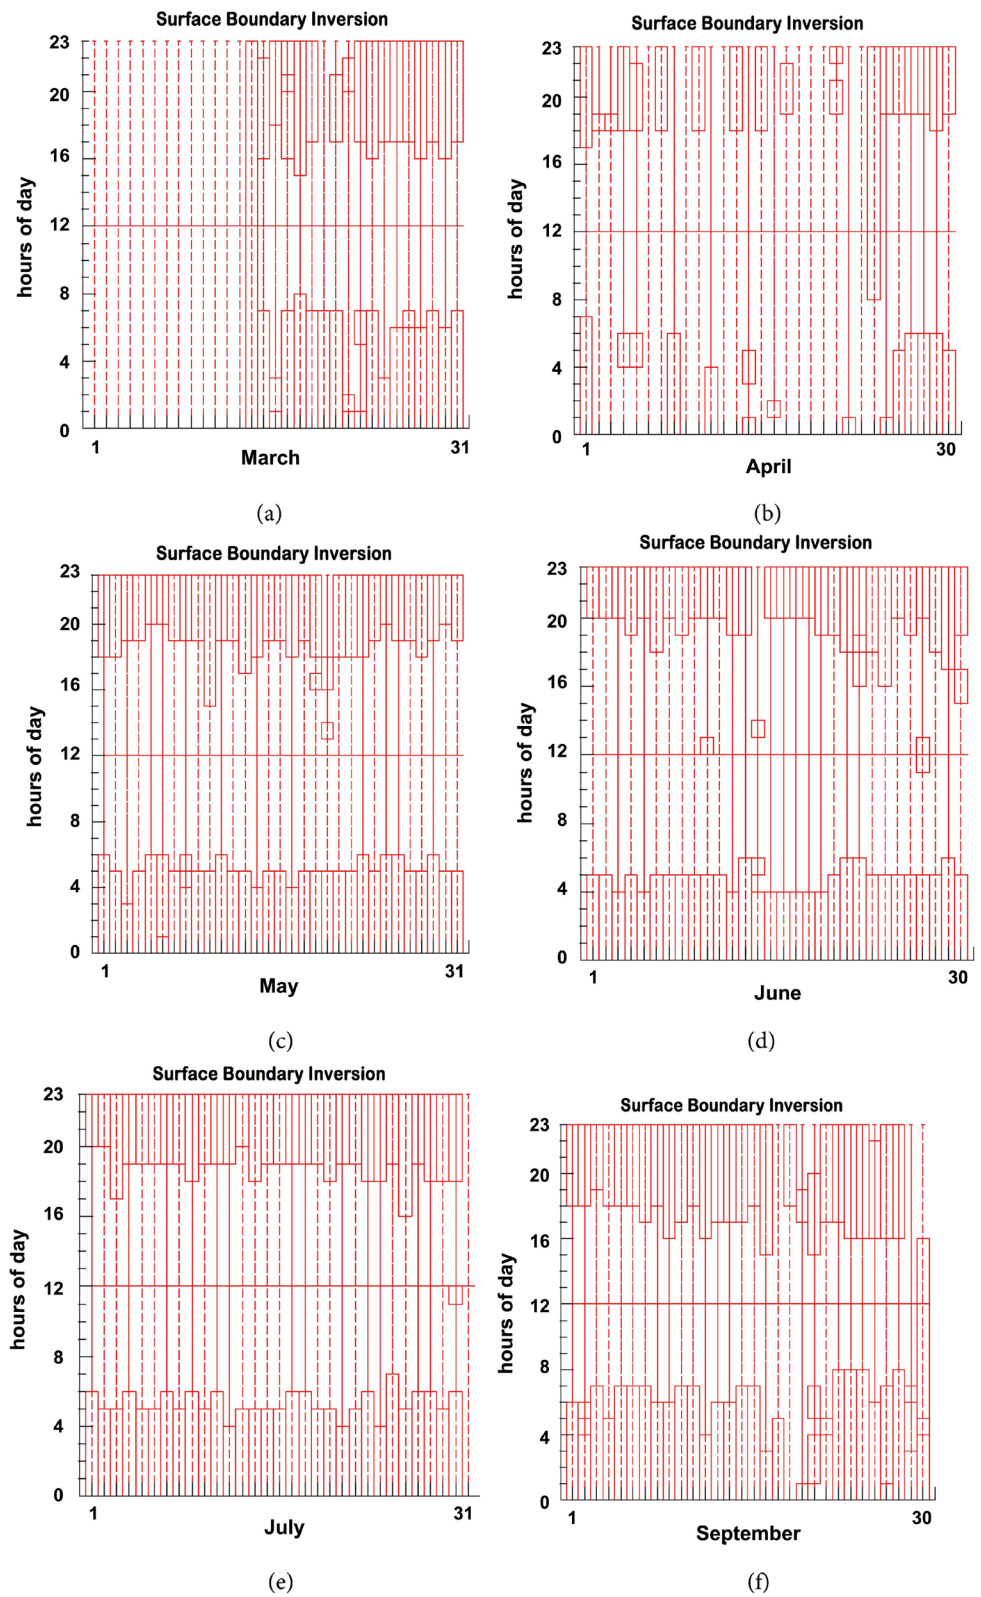 Surface Boundary Inversion
23
20
16
12
8
4
0
hours of day
1 31
March
(a)
Surface Boundary Inversion
23
20
16
12
8
4
0
hours of day
1 30
April
(b)
Surface Boundary Inversion
23
20
16
12
8
4
0
hours of day
1 31
May
(c)
Surface Boundary Inversion
23
20
16
12
8
4
0
hours of day
1 30
June
(d)
Surface Boundary Inversion
23
20
16
12
8
4
0
hours of day
1 31
July
(e)
Surface Boundary Inversion
23
20
16
12
8
4
0
hours of day
1 30
September
(f)